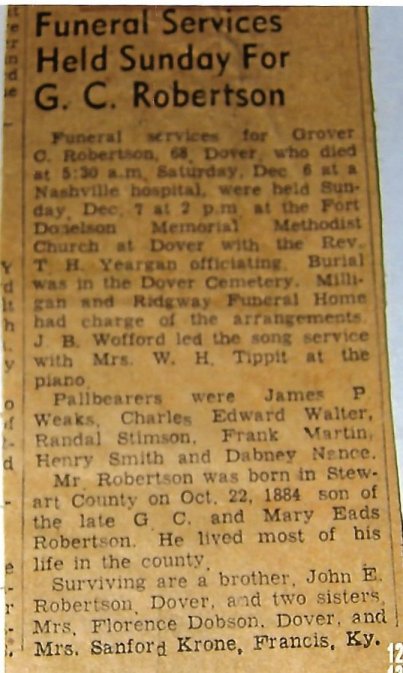 Funeral Services
Held Sunday For
G. C. Robertson
Funeral services for Grover
C. Robertson, 68, Dover, who died
at 5:30 a.m. Saturday, Dec 6 at a
Nashville hospital, were held Sun-
day, Dec. 7 at 2 p.m. at the Fort
Donelson Memorial Methodist
Church at Dover with the Rev.
T. H. Yeargan officiating. Burial
was in the Dover Cemetery. Milli-
gan and Ridgway Funeral Home
had charge of the arrangements.
J. B. Wofford led the song service
with Mrs. W. H. Tippit at the
piano.
Pallbearers were James P
Weaks, Charles Edward Walter,
Randal Stimson, Frank Martin,
Henry Smith and Dabney Nance.
Mr. Robertson was born in Stew-
art County on Oct. 22, 1884 son of
the late G. C. and Mary Eads
Robertson. He lived most of his
life in the county.
Surviving are a brother, John E.
Robertson, Dover, and two sisters,
Mrs. Florence Dobson, Dover, and
Mrs. Sanford Krone, Francis, Ky.